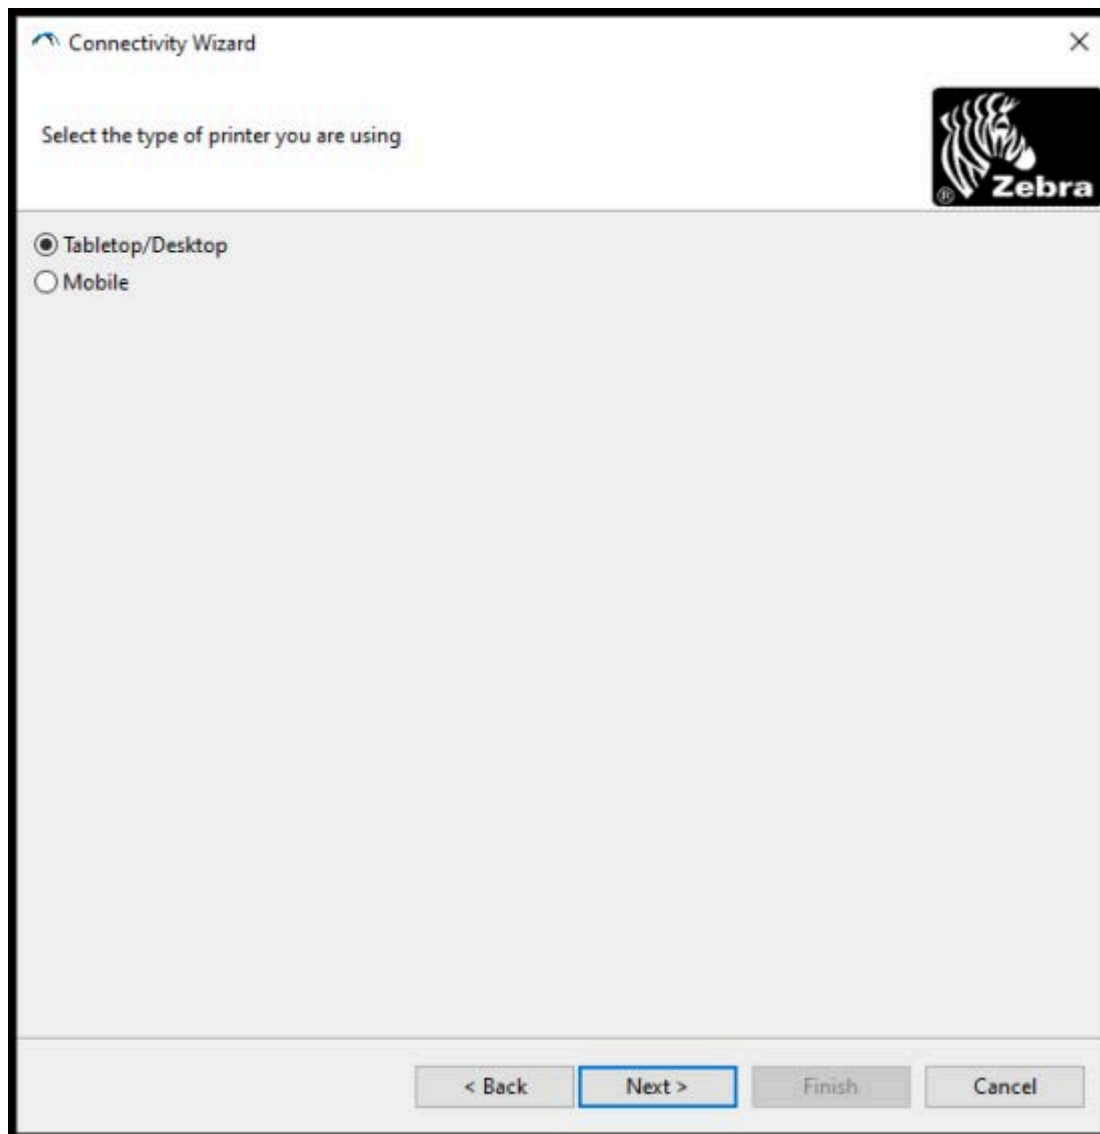 Connectivity Wizard
Select the type of printer you are using
® Zebra
Tabletop/Desktop
Mobile
< Back
Next >
Finish
Cancel